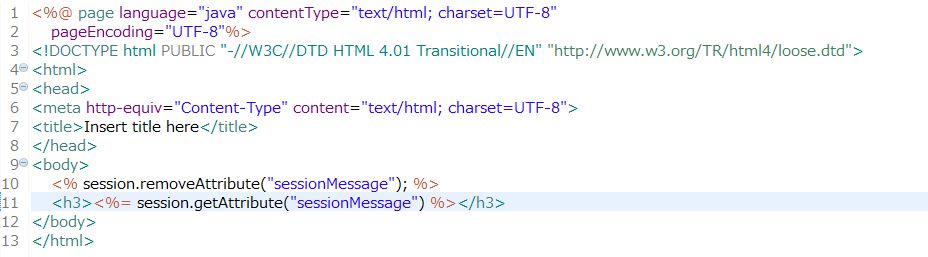 1 <%@ page language="java" contentType="text/html; charset=UTF-8"
2     pageEncoding="UTF-8"%>
3 <!DOCTYPE html PUBLIC "-//W3C//DTD HTML 4.01 Transitional//EN" "http://www.w3.org/TR/html4/loose.dtd">
4 <html>
5 <head>
6 <meta http-equiv="Content-Type" content="text/html; charset=UTF-8">
7 <title>Insert title here</title>
8 </head>
9 <body>
10     <% session.removeAttribute("sessionMessage"); %>
11     <h3><%= session.getAttribute("sessionMessage") %></h3>
12 </body>
13 </html>